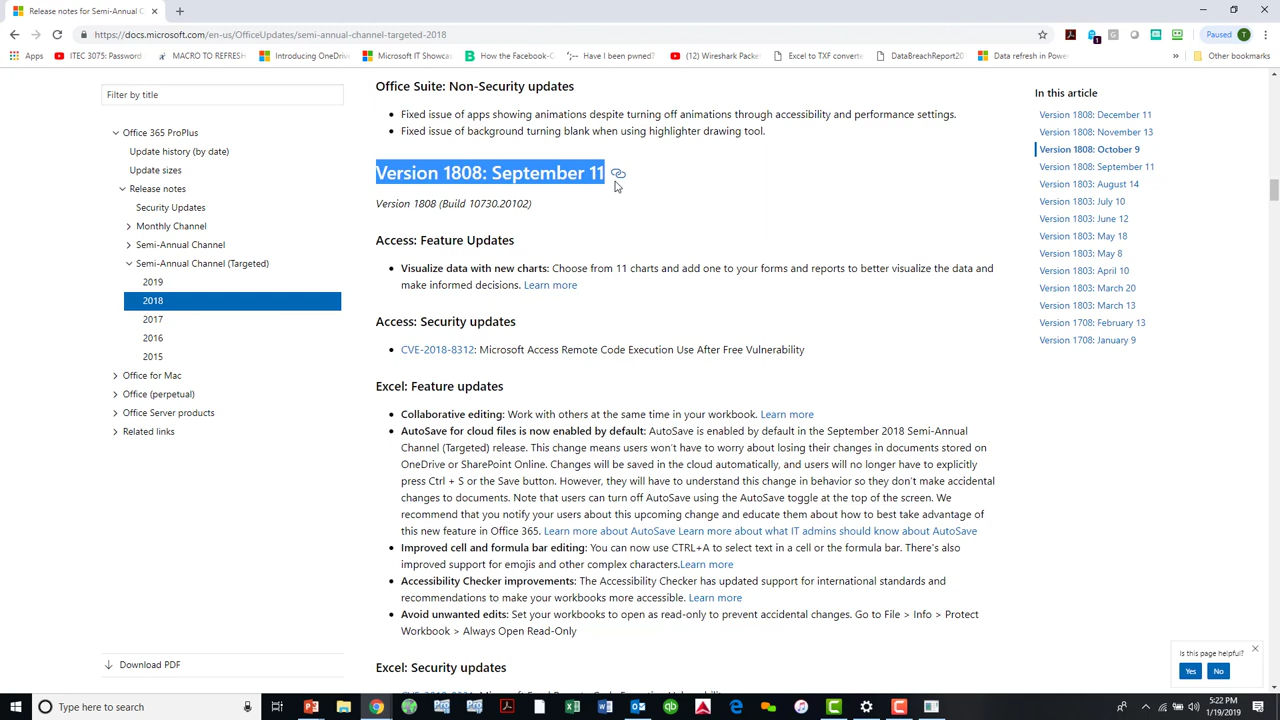 Release notes for Semi-Annual C
https://docs.microsoft.com/en-us/OfficeUpdates/semi-annual-channel-targeted-2018
Paused
T
Apps
ITEC 3075: Password
MACRO TO REFRESH
Introducing OneDriv
Microsoft IT Showcas
How the Facebook-C
Have I been pwned?
(12) Wireshark Packe
Excel to TXF converte
DataBreachReport20
Data refresh in Powe
Other bookmarks
Filter by title
Office 365 ProPlus
Update history (by date)
Update sizes
Release notes
Security Updates
Monthly Channel
Semi-Annual Channel
Semi-Annual Channel (Targeted)
2019
2018
2017
2016
2015
Office for Mac
Office (perpetual)
Office Server products
Related links
Download PDF
Office Suite: Non-Security updates
• Fixed issue of apps showing animations despite turning off animations through accessibility and performance settings.
• Fixed issue of background turning blank when using highlighter drawing tool.
Version 1808: September 11
Version 1808 (Build 10730.20102)
Access: Feature Updates
• Visualize data with new charts: Choose from 11 charts and add one to your forms and reports to better visualize the data and
make informed decisions. Learn more
Access: Security updates
• CVE-2018-8312: Microsoft Access Remote Code Execution Use After Free Vulnerability
Excel: Feature updates
• Collaborative editing: Work with others at the same time in your workbook. Learn more
• AutoSave for cloud files is now enabled by default: AutoSave is enabled by default in the September 2018 Semi-Annual
Channel (Targeted) release. This change means users won't have to worry about losing their changes in documents stored on
OneDrive or SharePoint Online. Changes will be saved in the cloud automatically, and users will no longer have to explicitly
press Ctrl + S or the Save button. However, they will have to understand this change in behavior so they don't make accidental
changes to documents. Note that users can turn off AutoSave using the AutoSave toggle at the top of the screen. We
recommend that you notify your users about this upcoming change and educate them about how to best take advantage of
this new feature in Office 365. Learn more about AutoSave Learn more about what IT admins should know about AutoSave
• Improved cell and formula bar editing: You can now use CTRL+A to select text in a cell or the formula bar. There's also
improved support for emojis and other complex characters.Learn more
• Accessibility Checker improvements: The Accessibility Checker has updated support for international standards and
recommendations to make your workbooks more accessible. Learn more
• Avoid unwanted edits: Set your workbooks to open as read-only to prevent accidental changes. Go to File > Info > Protect
Workbook > Always Open Read-Only
Excel: Security updates
In this article
Version 1808: December 11
Version 1808: November 13
Version 1808: October 9
Version 1808: September 11
Version 1803: August 14
Version 1803: July 10
Version 1803: June 12
Version 1803: May 18
Version 1803: May 8
Version 1803: April 10
Version 1803: March 20
Version 1803: March 13
Version 1708: February 13
Version 1708: January 9
Is this page helpful?
Yes
No
Type here to search
5:22 PM
1/19/2019